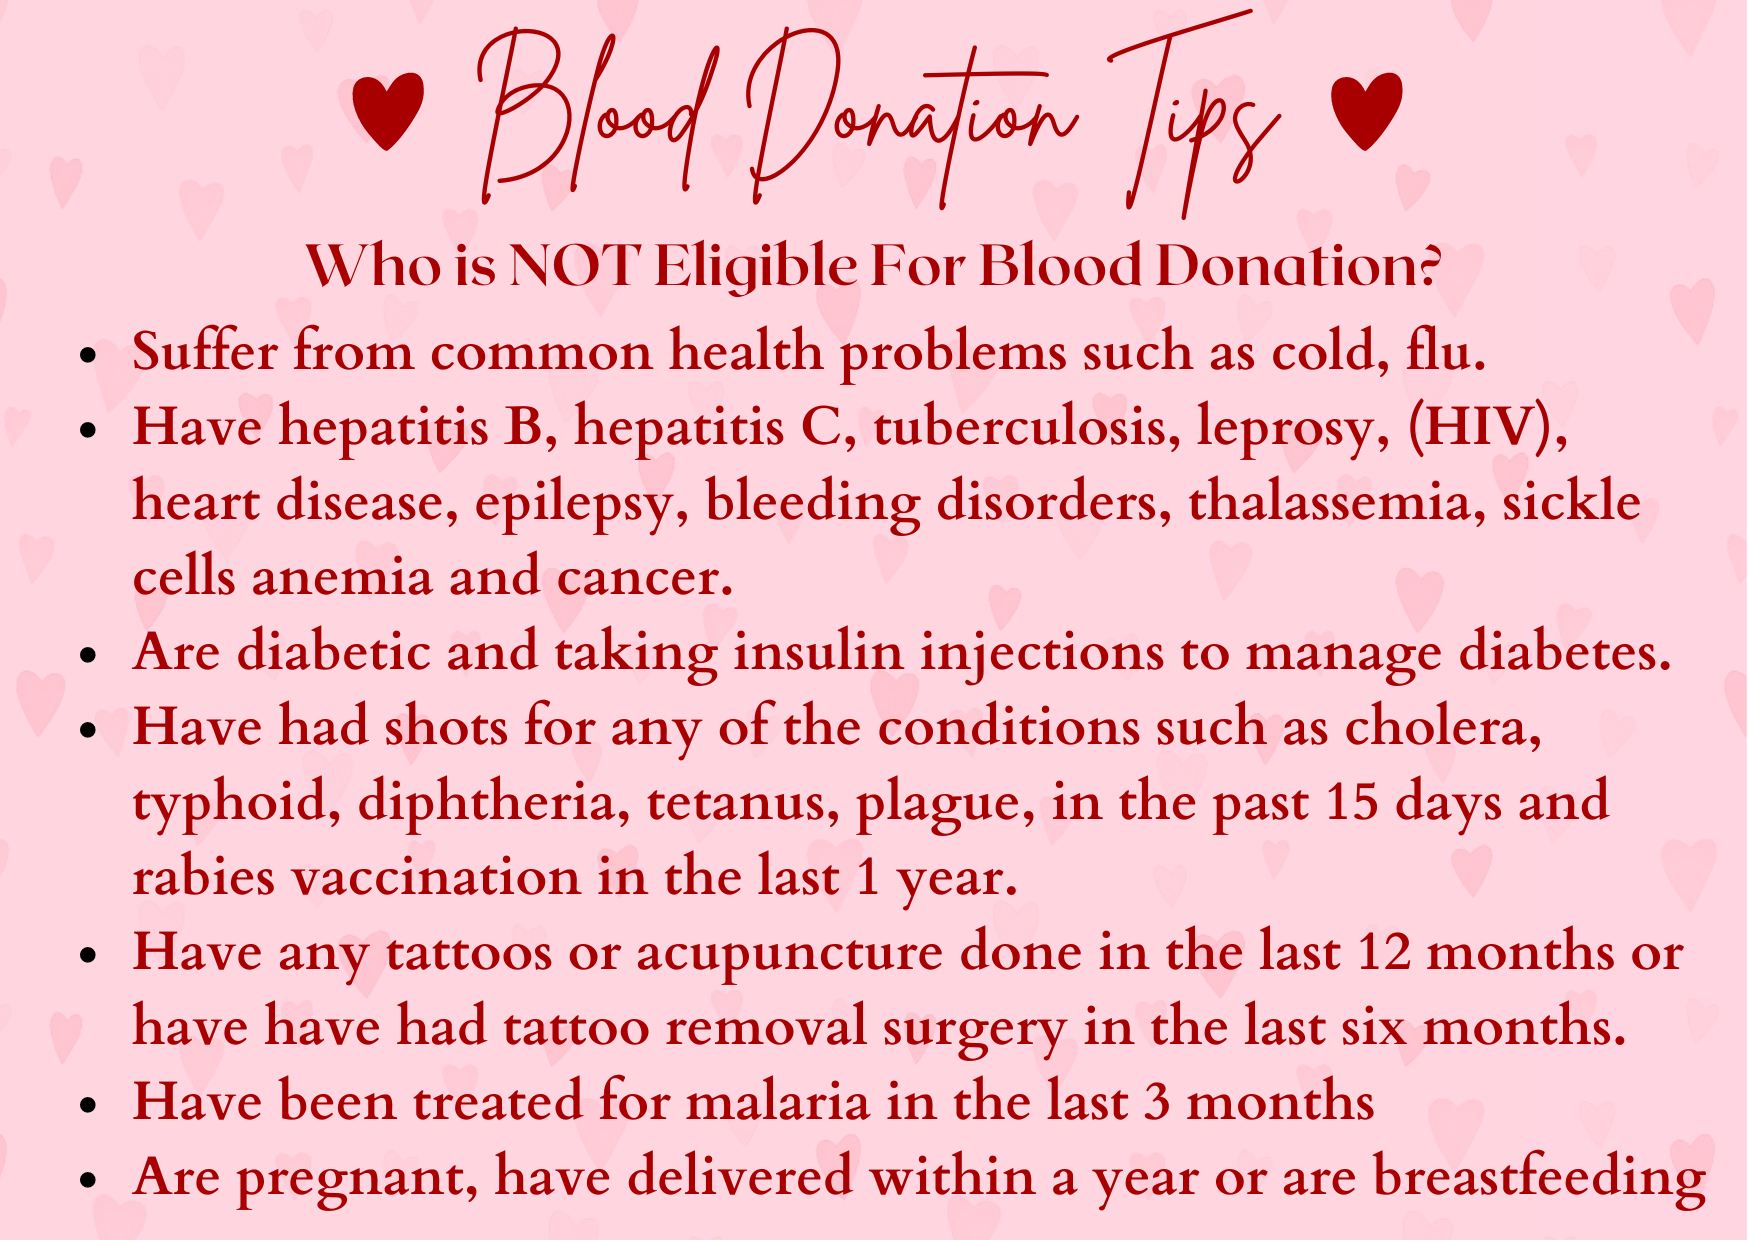 Blood Donation Tips
Who is NOT Eligible For Blood Donation?
• Suffer from common health problems such as cold, flu.
• Have hepatitis B, hepatitis C, tuberculosis, leprosy, (HIV),
heart disease, epilepsy, bleeding disorders, thalassemia, sickle
cells anemia and cancer.
• Are diabetic and taking insulin injections to manage diabetes.
• Have had shots for any of the conditions such as cholera,
typhoid, diphtheria, tetanus, plague, in the past 15 days and
rabies vaccination in the last 1 year.
• Have any tattoos or acupuncture done in the last 12 months or
have have had tattoo removal surgery in the last six months.
• Have been treated for malaria in the last 3 months
• Are pregnant, have delivered within a year or are breastfeeding